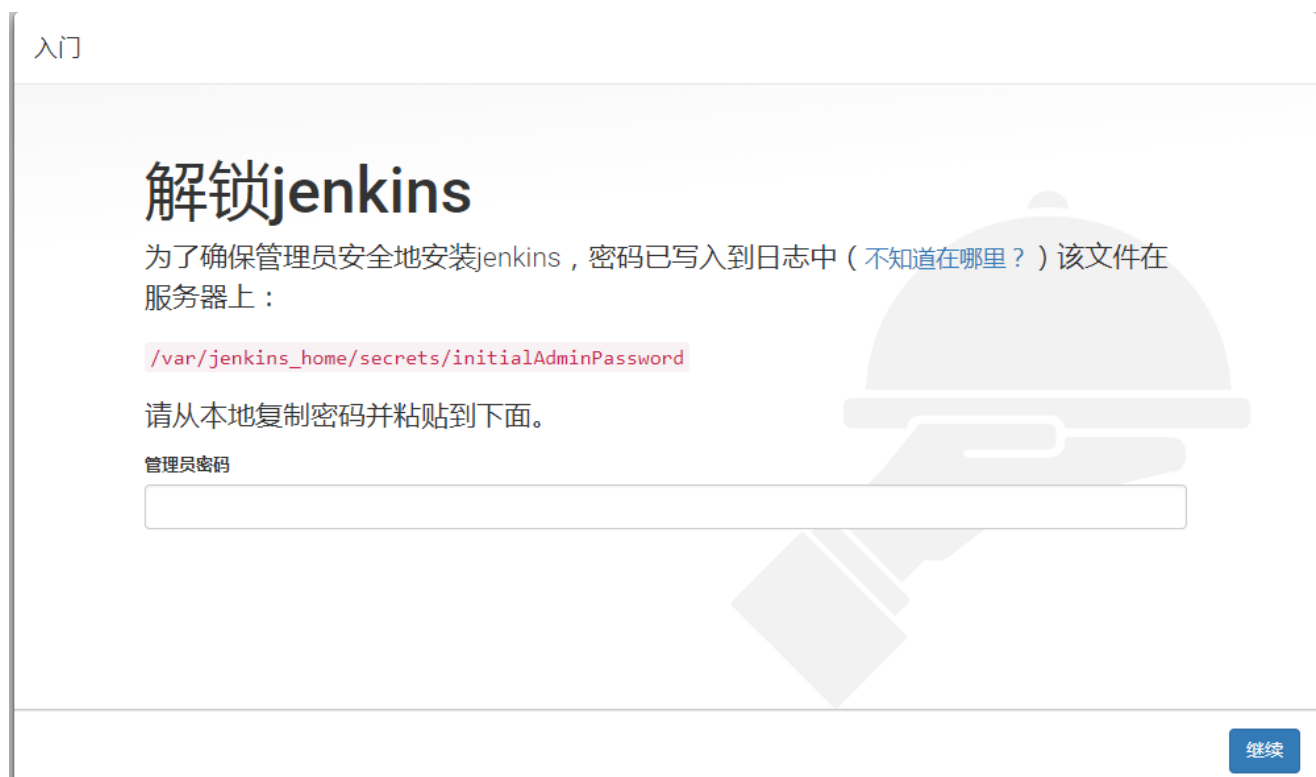 入门
解锁jenkins
为了确保管理员安全地安装jenkins，密码已写入到日志中（不知道在哪里？）该文件在
服务器上：
/var/jenkins_home/secrets/initialAdminPassword
请从本地复制密码并粘贴到下面。
管理员密码
继续